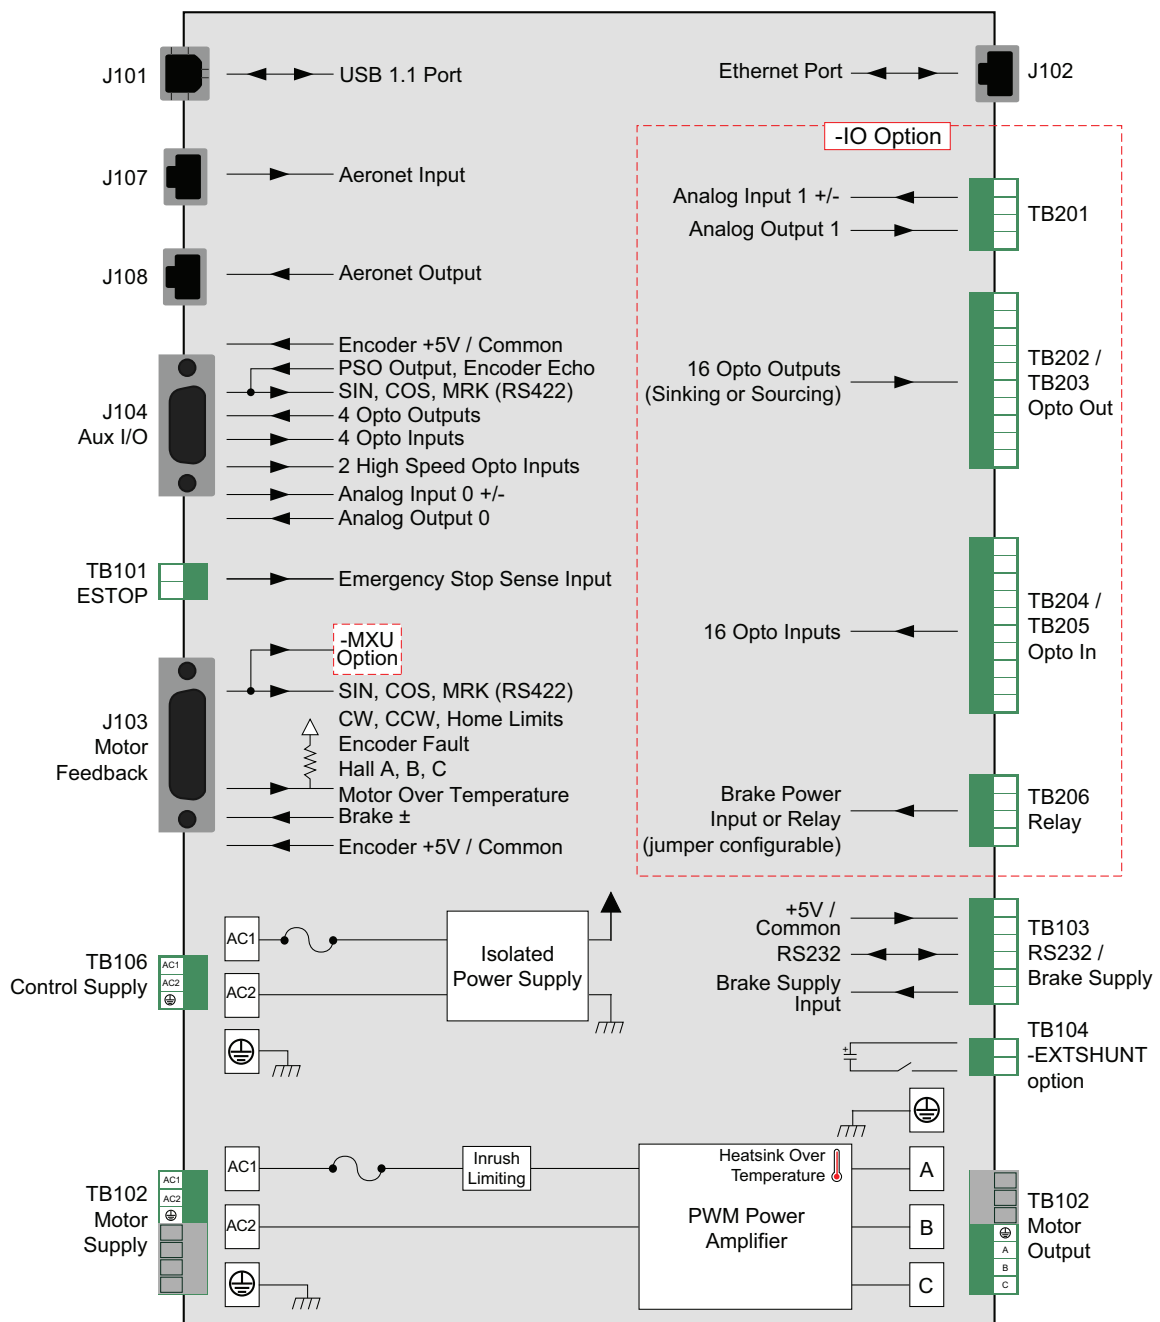 J101
USB 1.1 Port
J107
Aeronet Input
J108
Aeronet Output
J104
Aux I/O
Encoder +5V / Common
PSO Output, Encoder Echo
SIN, COS, MRK (RS422)
4 Opto Outputs
4 Opto Inputs
2 High Speed Opto Inputs
Analog Input 0 +/-
Analog Output 0
TB101
ESTOP
Emergency Stop Sense Input
J103
Motor
Feedback
-MXU
Option
SIN, COS, MRK (RS422)
CW, CCW, Home Limits
Encoder Fault
Hall A, B, C
Motor Over Temperature
Brake ±
Encoder +5V / Common
TB106
Control Supply
AC1
AC2
AC1
AC2
Isolated
Power Supply
TB102
Motor
Supply
AC1
AC2
AC1
AC2
Inrush
Limiting
Heatsink Over
Temperature
PWM Power
Amplifier
A
B
C
Ethernet Port
J102
-IO Option
Analog Input 1 +/-
Analog Output 1
TB201
16 Opto Outputs
(Sinking or Sourcing)
TB202 /
TB203
Opto Out
16 Opto Inputs
TB204 /
TB205
Opto In
Brake Power
Input or Relay
(jumper configurable)
TB206
Relay
+5V /
Common
RS232
Brake Supply
Input
TB103
RS232 /
Brake Supply
+
TB104
-EXTSHUNT
option
TB102
Motor
Output
A
B
C